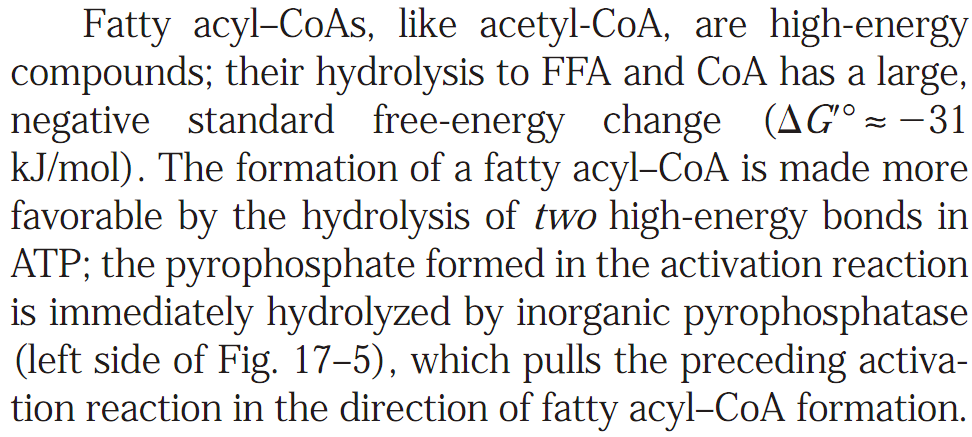 Fatty acyl–CoAs, like acetyl-CoA, are high-energy
compounds; their hydrolysis to FFA and CoA has a large,
negative standard free-energy change (ΔG′° ≈ −31
kJ/mol). The formation of a fatty acyl–CoA is made more
favorable by the hydrolysis of two high-energy bonds in
ATP; the pyrophosphate formed in the activation reaction
is immediately hydrolyzed by inorganic pyrophosphatase
(left side of Fig. 17–5), which pulls the preceding activa-
tion reaction in the direction of fatty acyl–CoA formation.